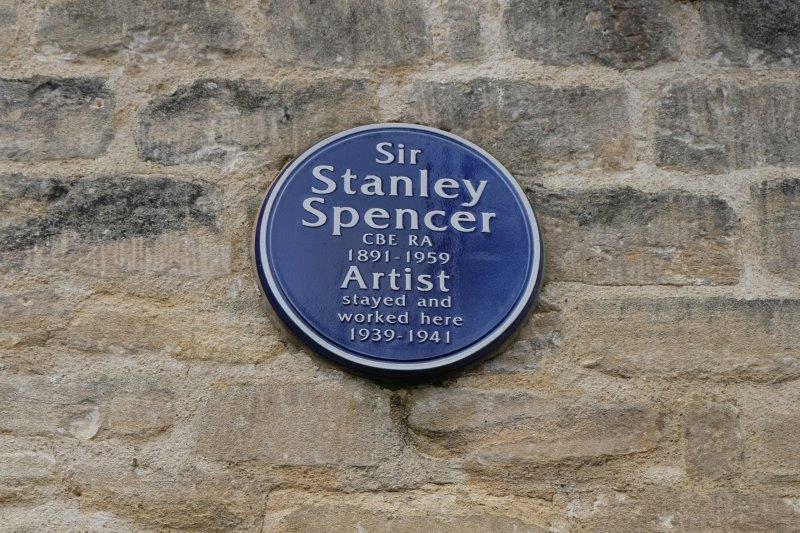 Sir
Stanley
Spencer
CBE RA
1891-1959
Artist
stayed and
worked here
1939-1941